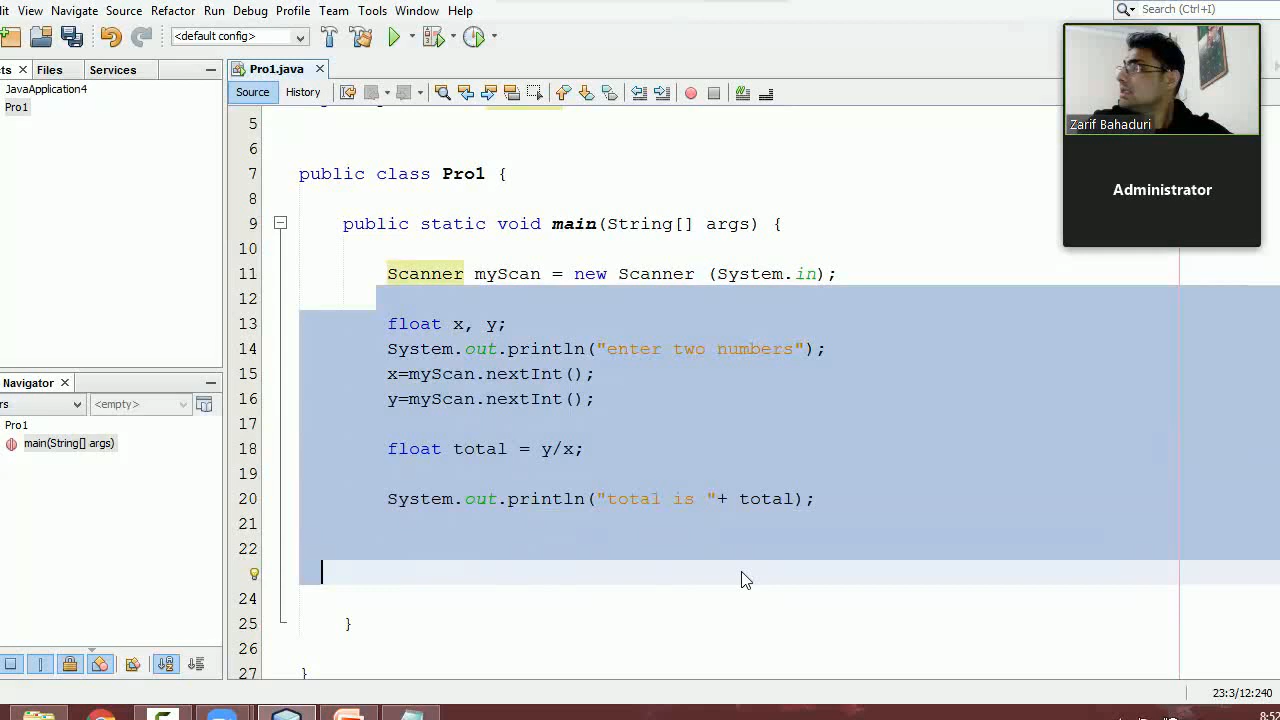 lit View Navigate Source Refactor Run Debug Profile Team Tools Window Help
Search (Ctrl+I)
<default config>
Files Services
JavaApplication4
Pro1
Pro1.java
Source History
Zarif Bahaduri
Administrator
5
6
7 public class Pro1 {
8
9 public static void main(String[] args) {
10
11 Scanner myScan = new Scanner (System.in);
12
13 float x, y;
14 System.out.println("enter two numbers");
15 x=myScan.nextInt();
16 y=myScan.nextInt();
17
18 float total = y/x;
19
20 System.out.println("total is "+ total);
21
22
24
25 }
26
27 }
Navigator
<empty>
Pro1
main(String[] args)
23:3/12:240
8:52